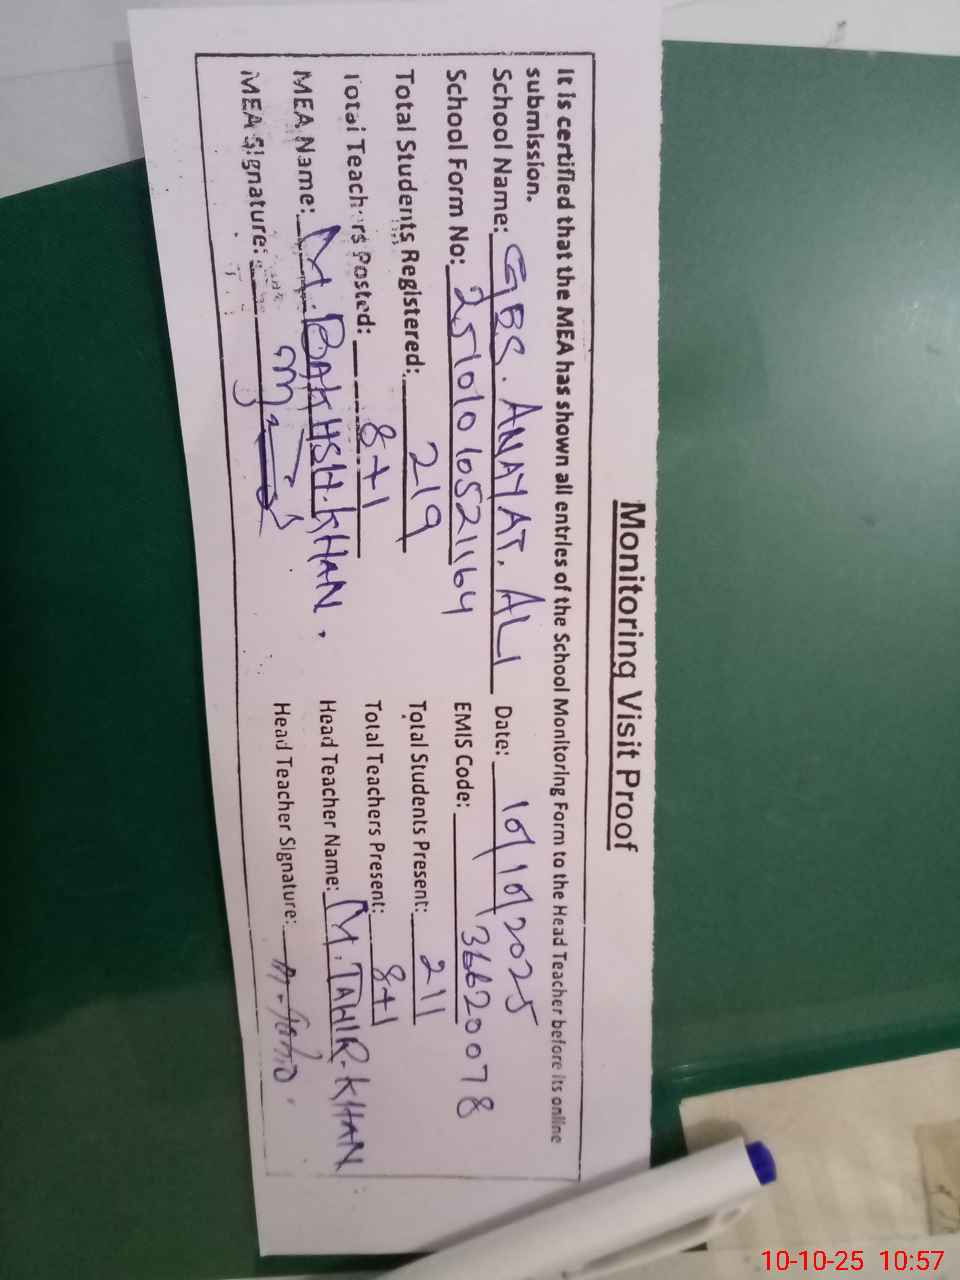 Monitoring Visit Proof
It is certified that the MEA has shown all entries of the School Monitoring Form to the Head Teacher before its online
submission.
School Name: GBS. ANAYAT. ALI Date: 10/10/2025
School Form No: 25101010521164 EMIS Code: 36620078
Total Students Registered: 219 Total Students Present: 211
Total Teachers Posted: 8+1 Total Teachers Present: 8+1
MEA Name: M. BAKHSH. KHAN. Head Teacher Name: M. TAHIR. KHAN
MEA Signature: Head Teacher Signature:
10-10-25 10:57